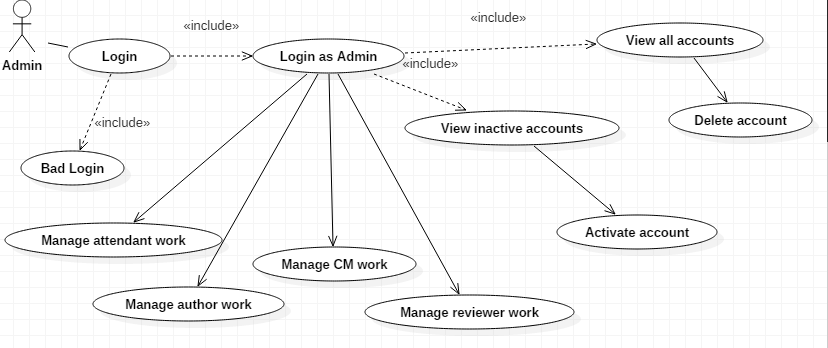 «include»
«include»
Login
Login as Admin
View all accounts
Admin
«include»
«include»
View inactive accounts
Delete account
Bad Login
Manage attendant work
Activate account
Manage CM work
Manage author work
Manage reviewer work